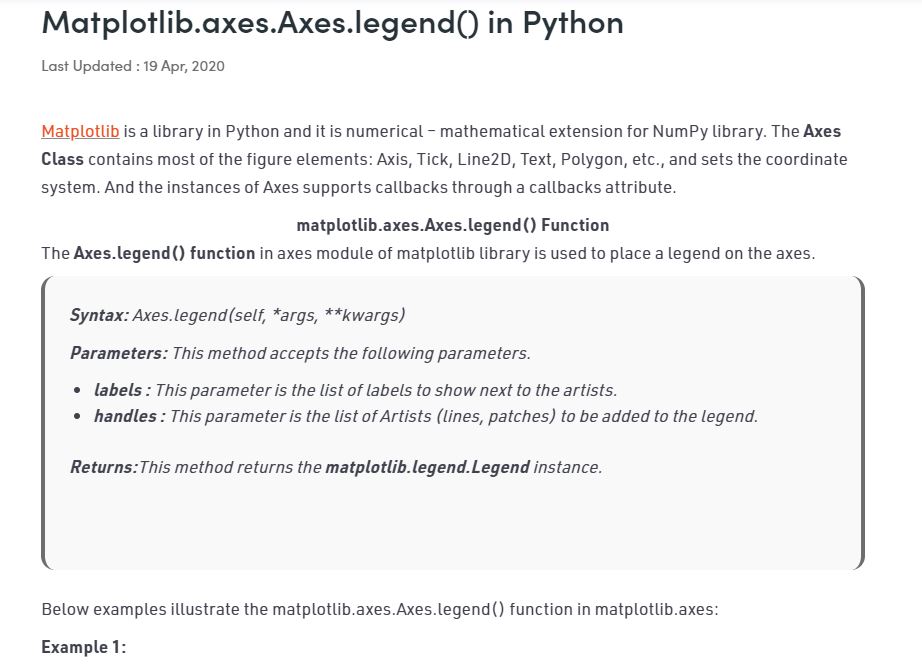 Matplotlib.axes.Axes.legend() in Python
Last Updated : 19 Apr, 2020
Matplotlib is a library in Python and it is numerical – mathematical extension for NumPy library. The Axes
Class contains most of the figure elements: Axis, Tick, Line2D, Text, Polygon, etc., and sets the coordinate
system. And the instances of Axes supports callbacks through a callbacks attribute.
matplotlib.axes.Axes.legend() Function
The Axes.legend() function in axes module of matplotlib library is used to place a legend on the axes.
Syntax: Axes.legend(self, *args, **kwargs)
Parameters: This method accepts the following parameters.
• labels : This parameter is the list of labels to show next to the artists.
• handles : This parameter is the list of Artists (lines, patches) to be added to the legend.
Returns:This method returns the matplotlib.legend.Legend instance.
Below examples illustrate the matplotlib.axes.Axes.legend() function in matplotlib.axes:
Example 1: